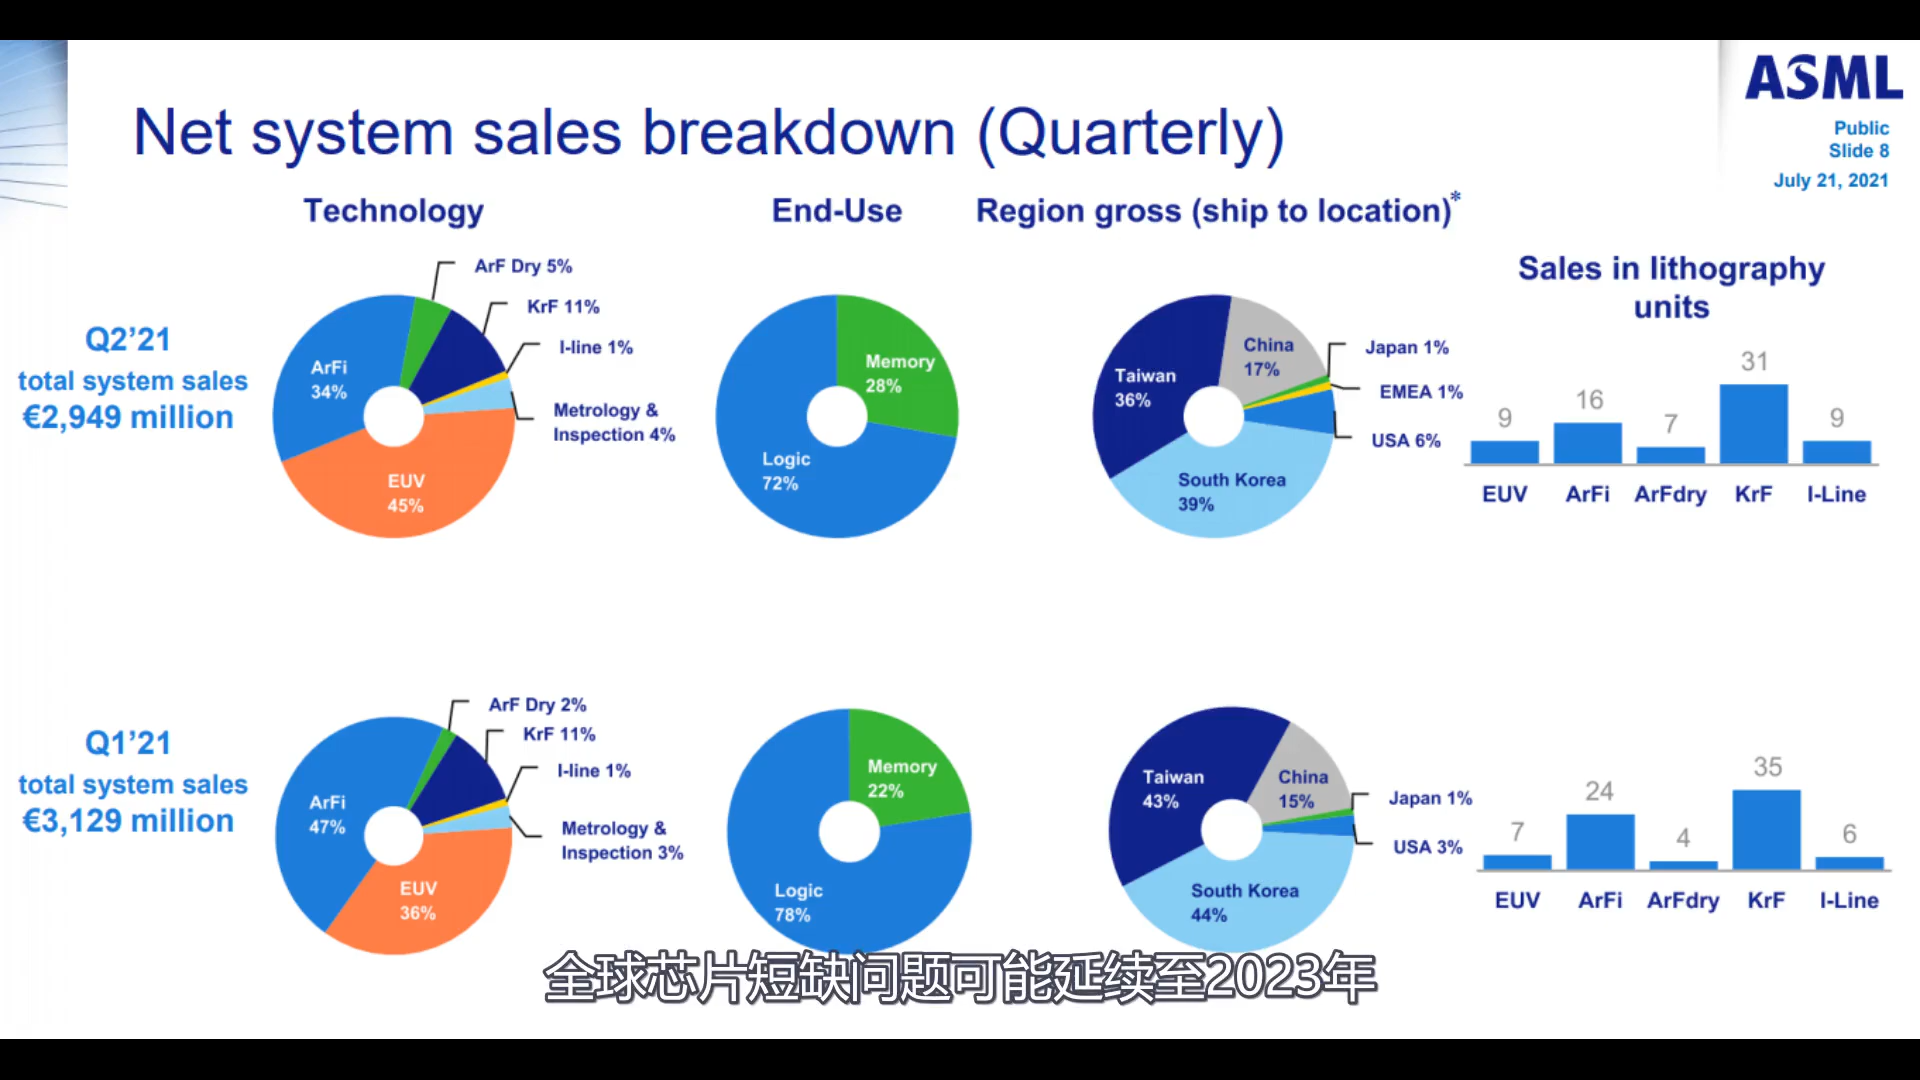 ASML
Public
Slide 8
July 21, 2021
Net system sales breakdown (Quarterly)
Technology
End-Use
Region gross (ship to location)*
Sales in lithography
units
Q2’21
total system sales
€2,949 million
ArF Dry 5%
KrF 11%
I-line 1%
Metrology &
Inspection 4%
ArFi
34%
EUV
45%
Memory
28%
Logic
72%
Taiwan
36%
China
17%
Japan 1%
EMEA 1%
USA 6%
South Korea
39%
9
16
7
31
9
EUV
ArFi
ArFdry
KrF
I-Line
Q1’21
total system sales
€3,129 million
ArF Dry 2%
KrF 11%
I-line 1%
Metrology &
Inspection 3%
ArFi
47%
EUV
36%
Memory
22%
Logic
78%
Taiwan
43%
China
15%
Japan 1%
USA 3%
South Korea
44%
7
24
4
35
6
EUV
ArFi
ArFdry
KrF
I-Line
全球芯片短缺问题可能延续至2023年